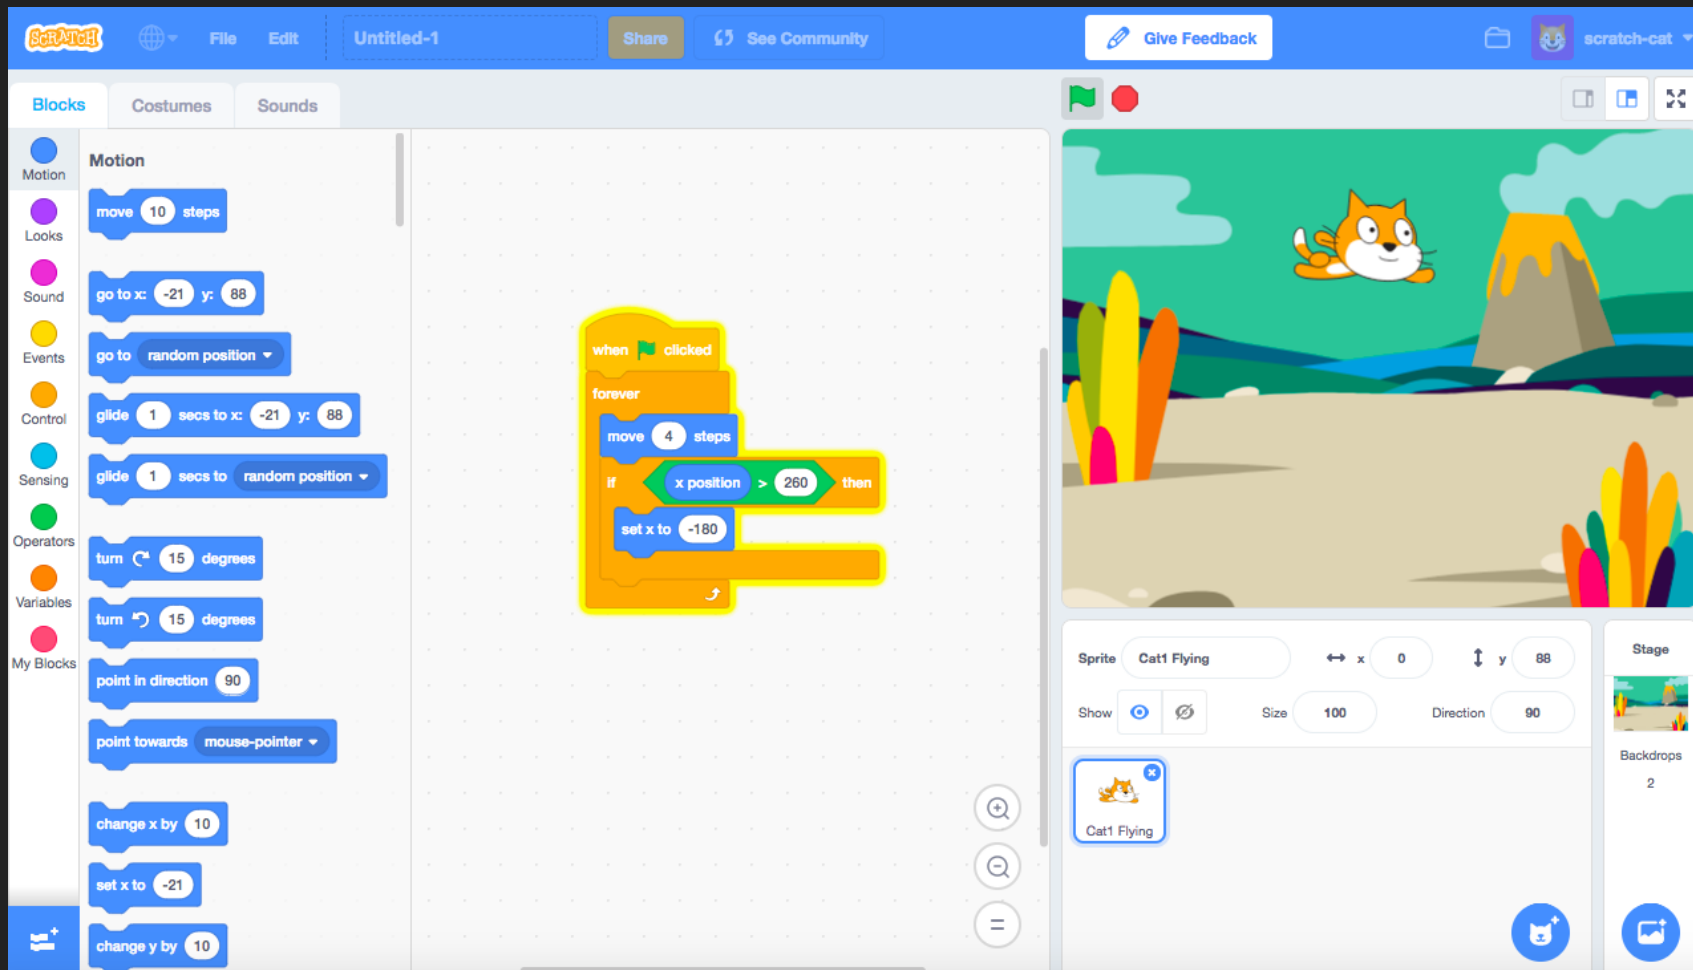 SCRATCH File Edit Untitled-1 Share See Community Give Feedback scratch-cat
Blocks Costumes Sounds
Motion
Looks
Sound
Events
Control
Sensing
Operators
Variables
My Blocks
Motion
move 10 steps
go to x: -21 y: 88
go to random position
glide 1 secs to x: -21 y: 88
glide 1 secs to random position
turn 15 degrees
turn 15 degrees
point in direction 90
point towards mouse-pointer
change x by 10
set x to -21
change y by 10
when clicked
forever
move 4 steps
if x position > 260 then
set x to -180
Sprite Cat1 Flying x 0 y 88
Show Size 100 Direction 90
Cat1 Flying
Stage
Backdrops
2